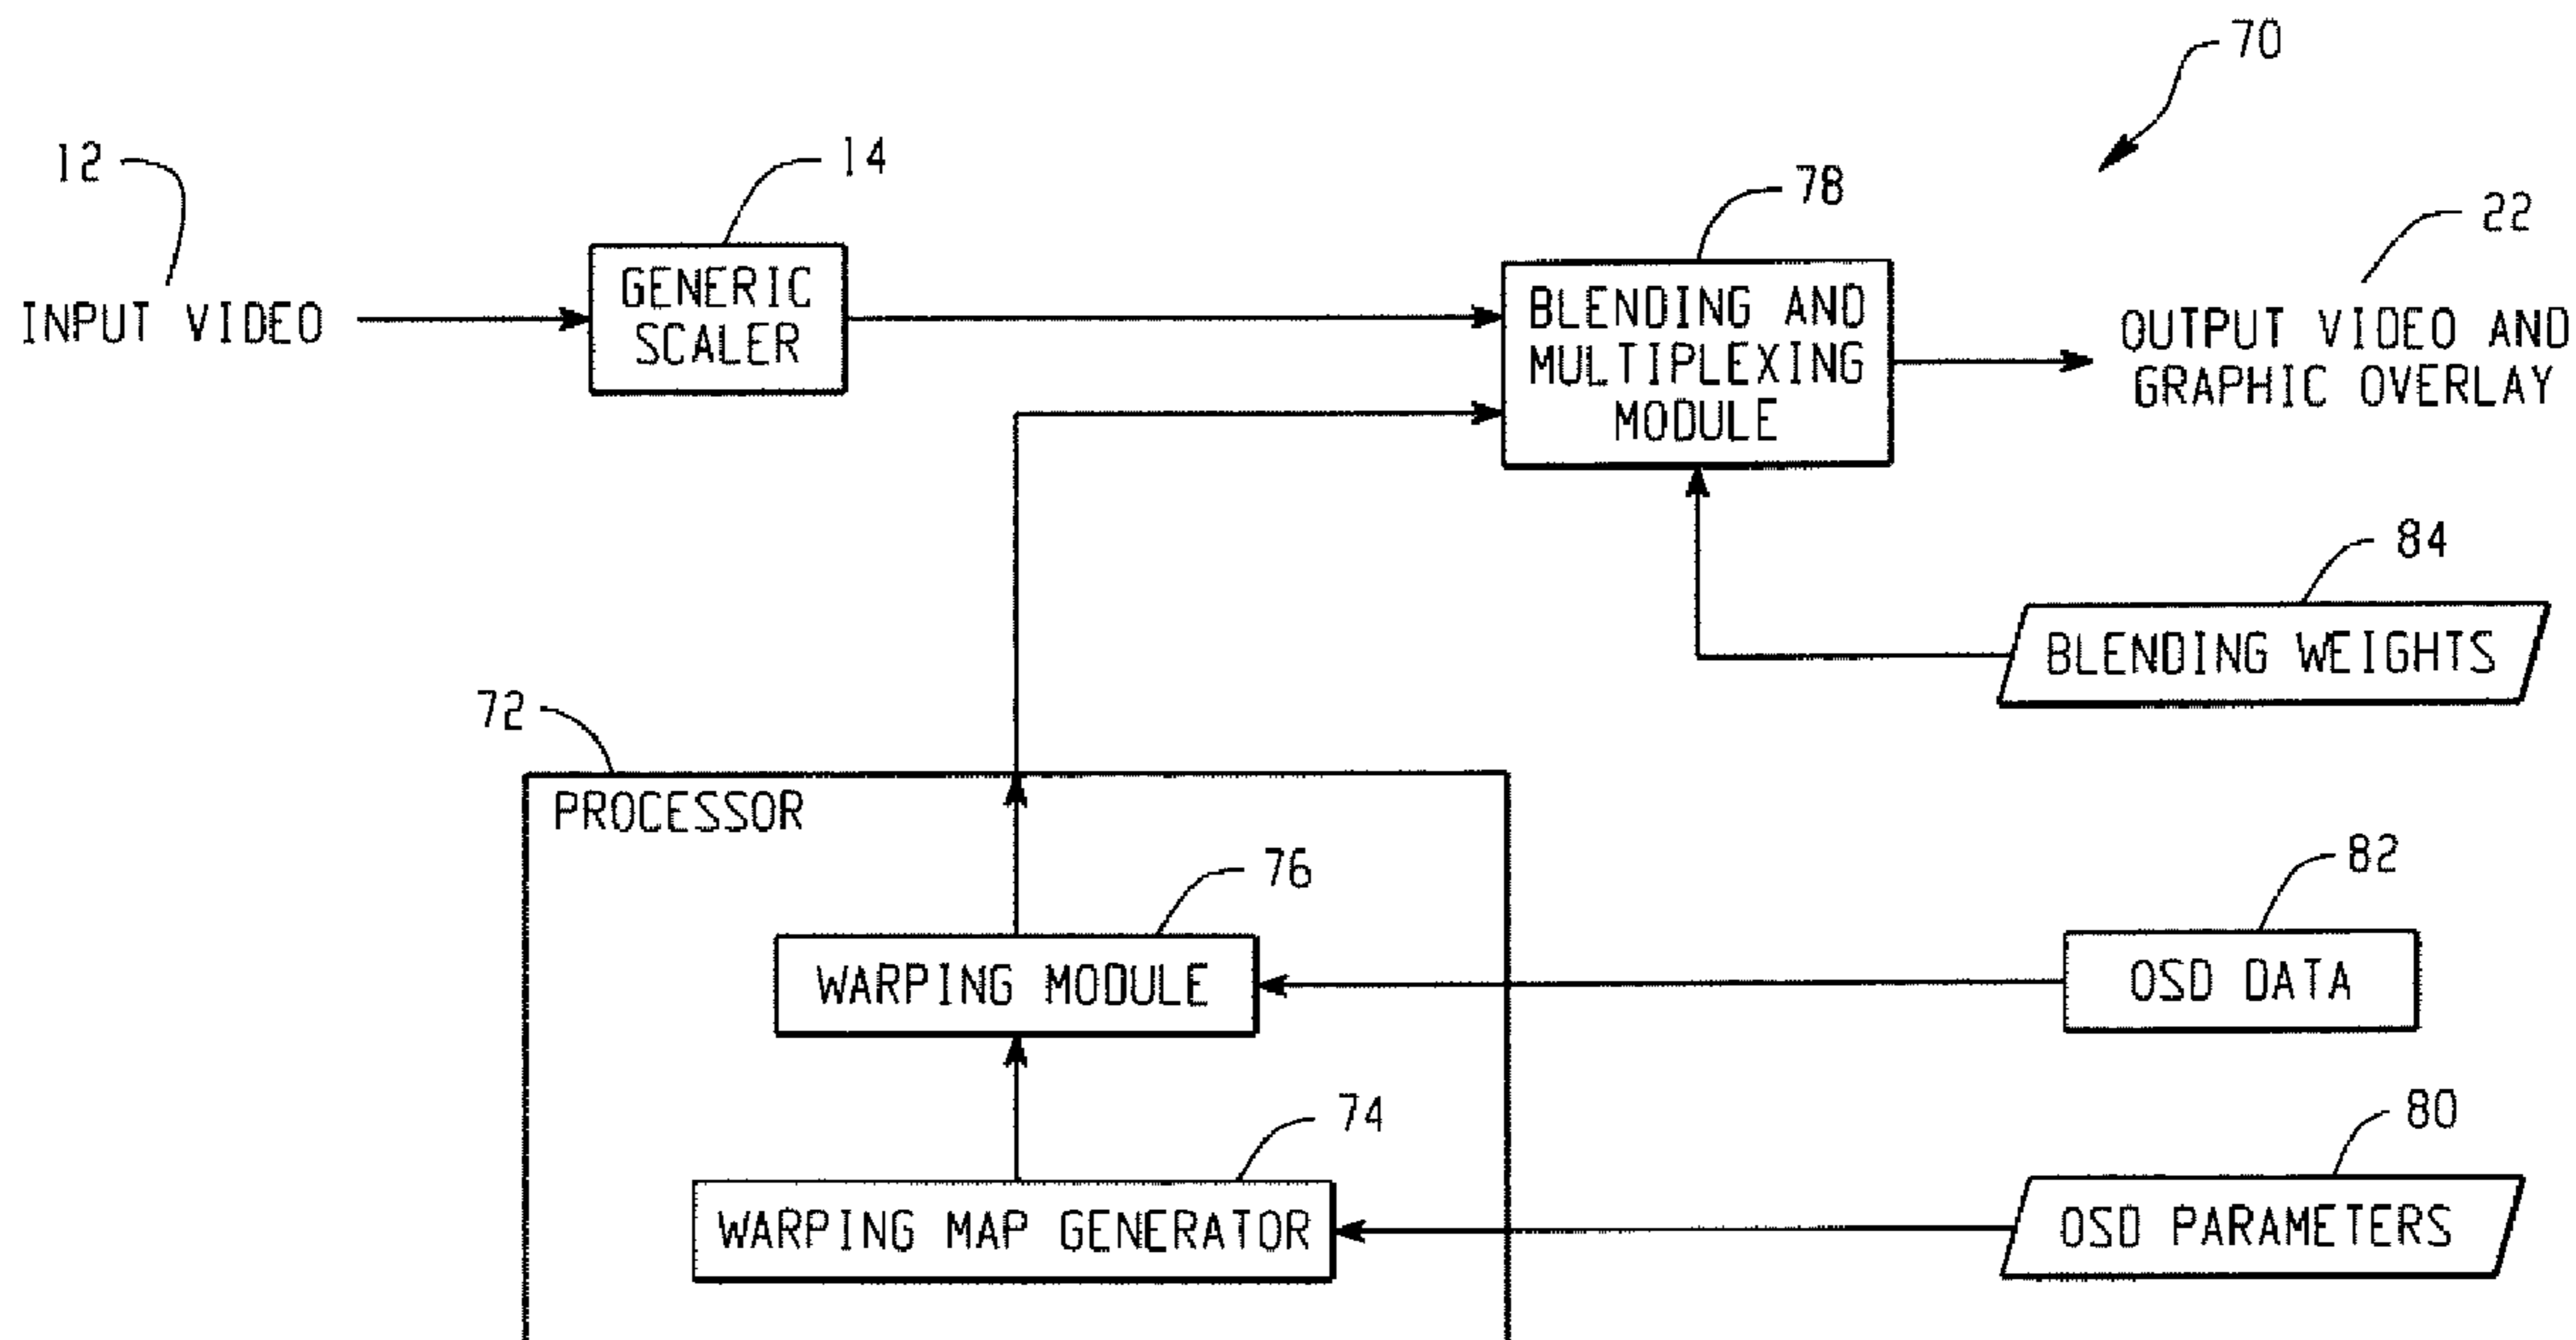 70
12
14
78
22
INPUT VIDEO
GENERIC
SCALER
BLENDING AND
MULTIPLEXING
MODULE
OUTPUT VIDEO AND
GRAPHIC OVERLAY
84
BLENDING WEIGHTS
72
PROCESSOR
76
82
WARPING MODULE
OSD DATA
74
80
WARPING MAP GENERATOR
OSD PARAMETERS